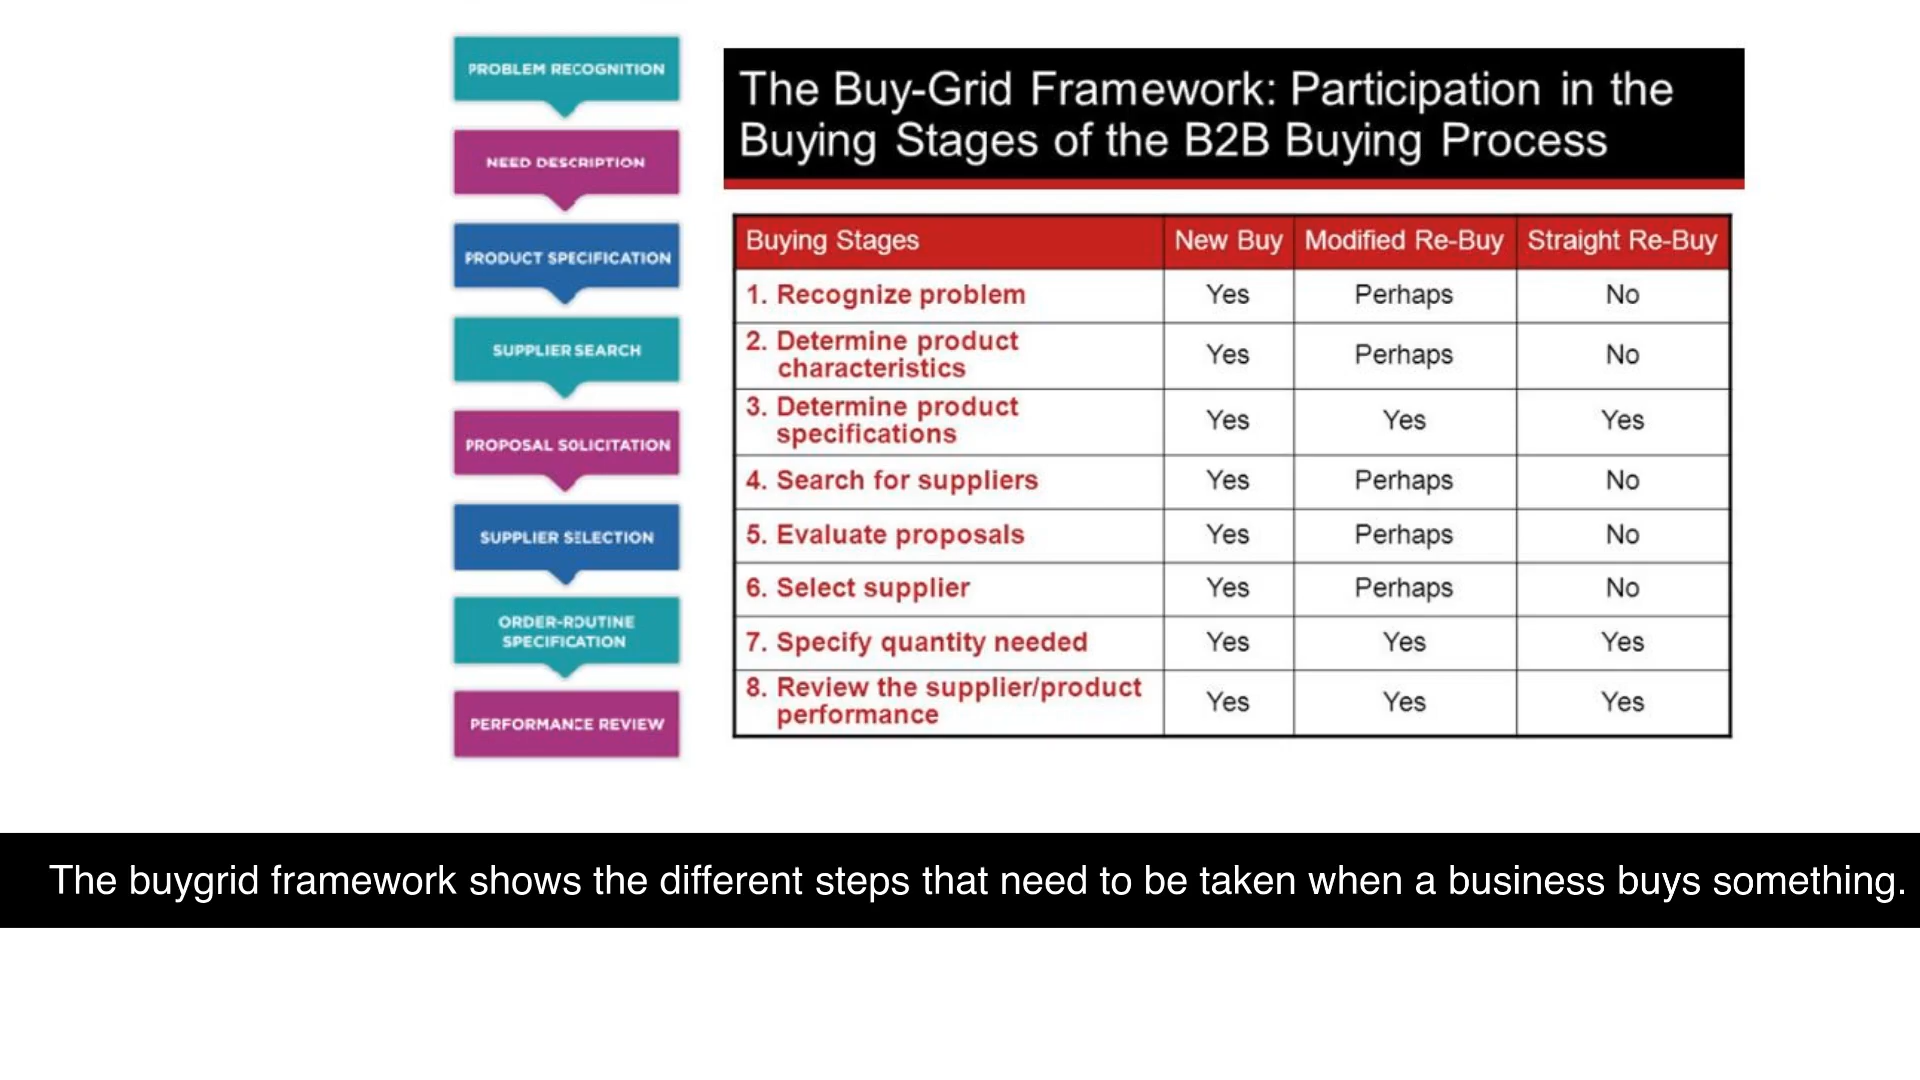 PROBLEM RECOGNITION
NEED DESCRIPTION
PRODUCT SPECIFICATION
SUPPLIER SEARCH
PROPOSAL SOLICITATION
SUPPLIER SELECTION
ORDER-ROUTINE
SPECIFICATION
PERFORMANCE REVIEW
The Buy-Grid Framework: Participation in the
Buying Stages of the B2B Buying Process
Buying Stages New Buy Modified Re-Buy Straight Re-Buy
1. Recognize problem Yes Perhaps No
2. Determine product
characteristics Yes Perhaps No
3. Determine product
specifications Yes Yes Yes
4. Search for suppliers Yes Perhaps No
5. Evaluate proposals Yes Perhaps No
6. Select supplier Yes Perhaps No
7. Specify quantity needed Yes Yes Yes
8. Review the supplier/product
performance Yes Yes Yes
The buygrid framework shows the different steps that need to be taken when a business buys something.